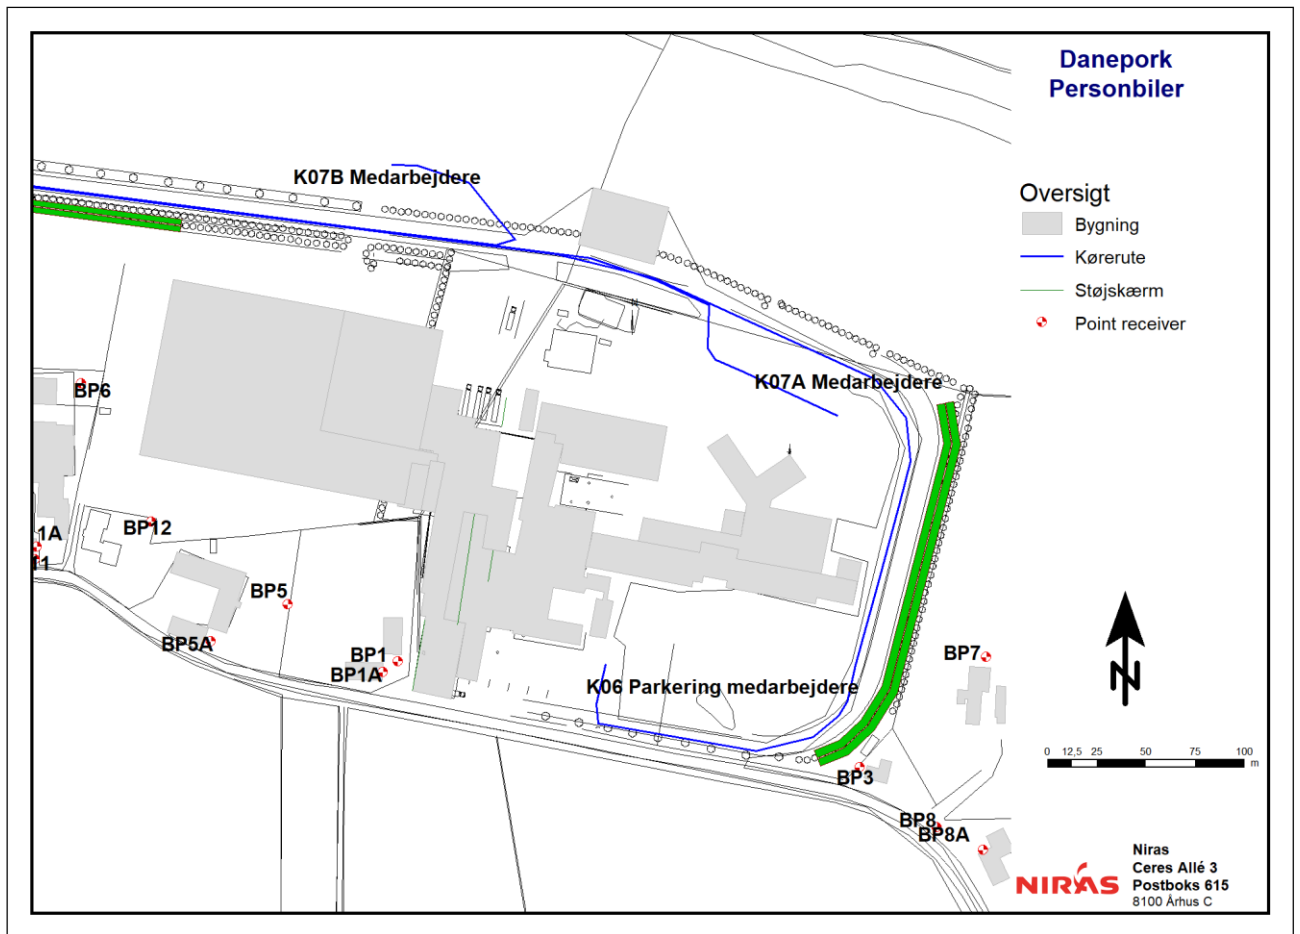 Danepork
Personbiler
K07B Medarbejdere
Oversigt
Bygning
Kørerute
Støjskærm
Point receiver
K07A Medarbejdere
BP6
BP12
1A
11
BP5
BP5A
BP1
BP1A
K06 Parkering medarbejdere
BP7
BP3
BP8
BP8A
N
0 12,5 25 50 75 100
m
NIRAS
Niras
Ceres Allé 3
Postboks 615
8100 Århus C